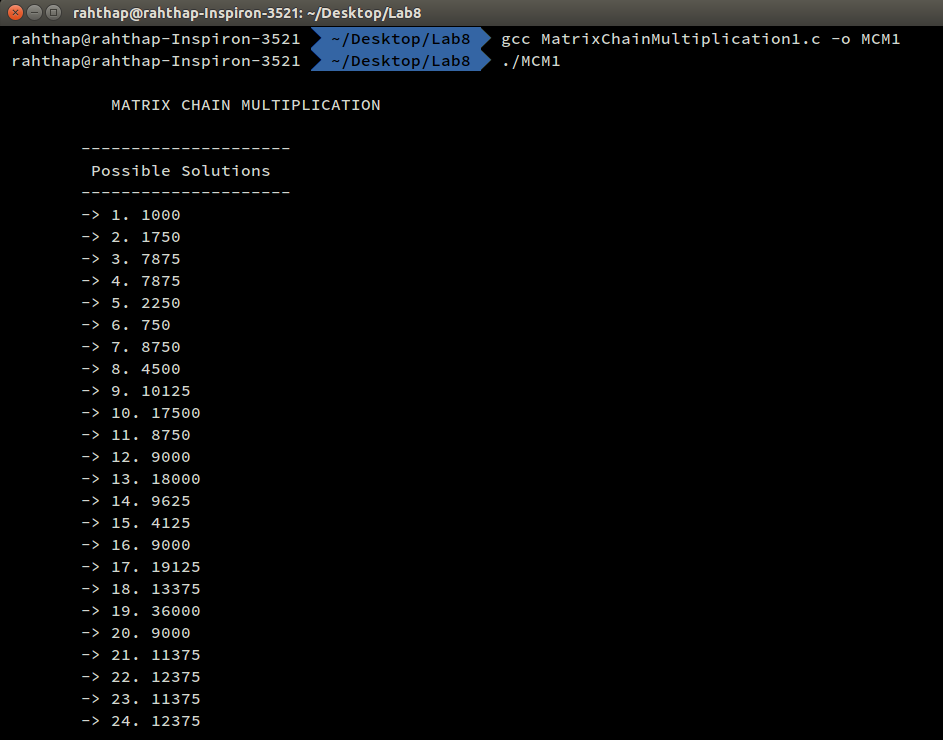 rahthap@rahthap-Inspiron-3521: ~/Desktop/Lab8
rahthap@rahthap-Inspiron-3521 ~/Desktop/Lab8 gcc MatrixChainMultiplication1.c -o MCM1
rahthap@rahthap-Inspiron-3521 ~/Desktop/Lab8 ./MCM1
MATRIX CHAIN MULTIPLICATION
---------------------
Possible Solutions
---------------------
-> 1. 1000
-> 2. 1750
-> 3. 7875
-> 4. 7875
-> 5. 2250
-> 6. 750
-> 7. 8750
-> 8. 4500
-> 9. 10125
-> 10. 17500
-> 11. 8750
-> 12. 9000
-> 13. 18000
-> 14. 9625
-> 15. 4125
-> 16. 9000
-> 17. 19125
-> 18. 13375
-> 19. 36000
-> 20. 9000
-> 21. 11375
-> 22. 12375
-> 23. 11375
-> 24. 12375